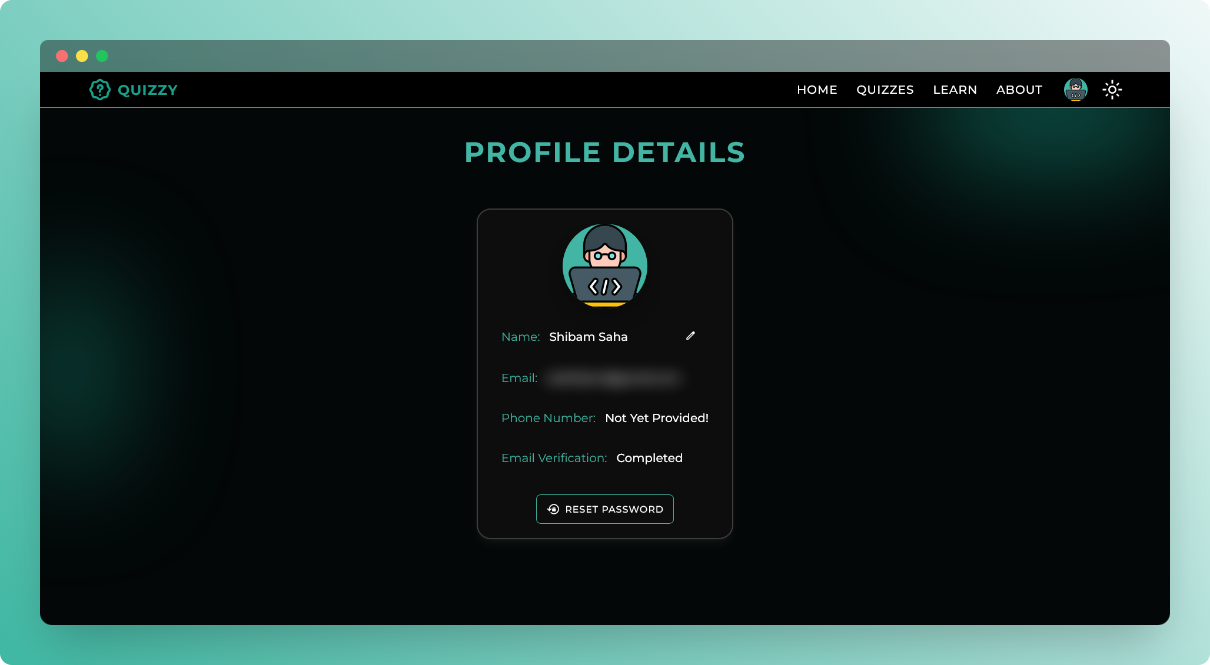 QUIZZY HOME QUIZZES LEARN ABOUT
PROFILE DETAILS
</>
Name: Shibam Saha
Email:
Phone Number: Not Yet Provided!
Email Verification: Completed
RESET PASSWORD